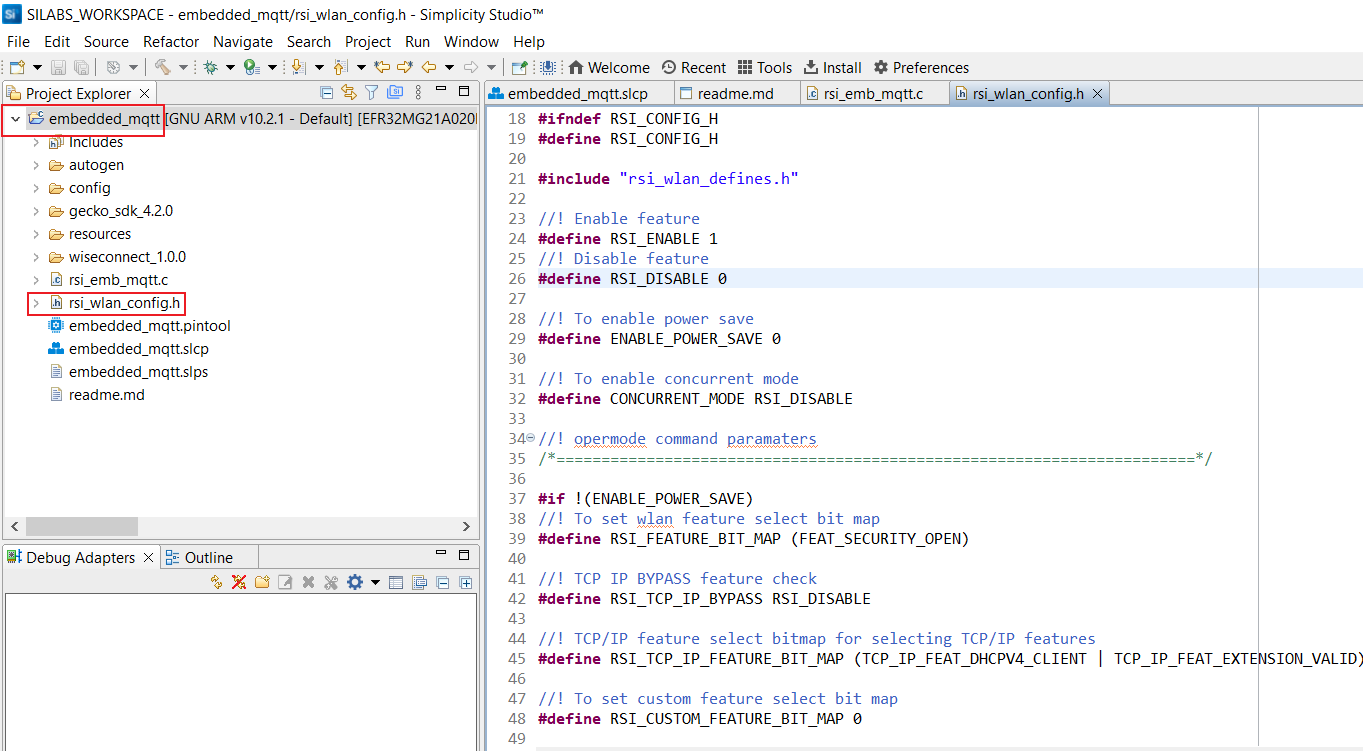 SILABS_WORKSPACE - embedded_mqtt/rsi_wlan_config.h - Simplicity Studio™
File Edit Source Refactor Navigate Search Project Run Window Help
Welcome Recent Tools Install Preferences
Project Explorer
embedded_mqtt [GNU ARM v10.2.1 - Default] [EFR32MG21A020
Includes
autogen
config
gecko_sdk_4.2.0
resources
wiseconnect_1.0.0
rsi_emb_mqtt.c
rsi_wlan_config.h
embedded_mqtt.pintool
embedded_mqtt.slcp
embedded_mqtt.slps
readme.md
Debug Adapters Outline
embedded_mqtt.slcp readme.md rsi_emb_mqtt.c rsi_wlan_config.h
18 #ifndef RSI_CONFIG_H
19 #define RSI_CONFIG_H
20
21 #include "rsi_wlan_defines.h"
22
23 //! Enable feature
24 #define RSI_ENABLE 1
25 //! Disable feature
26 #define RSI_DISABLE 0
27
28 //! To enable power save
29 #define ENABLE_POWER_SAVE 0
30
31 //! To enable concurrent mode
32 #define CONCURRENT_MODE RSI_DISABLE
33
34 //! opermode command paramaters
35 /*=======================================================================*/
36
37 #if !(ENABLE_POWER_SAVE)
38 //! To set wlan feature select bit map
39 #define RSI_FEATURE_BIT_MAP (FEAT_SECURITY_OPEN)
40
41 //! TCP IP BYPASS feature check
42 #define RSI_TCP_IP_BYPASS RSI_DISABLE
43
44 //! TCP/IP feature select bitmap for selecting TCP/IP features
45 #define RSI_TCP_IP_FEATURE_BIT_MAP (TCP_IP_FEAT_DHCPV4_CLIENT | TCP_IP_FEAT_EXTENSION_VALID)
46
47 //! To set custom feature select bit map
48 #define RSI_CUSTOM_FEATURE_BIT_MAP 0
49